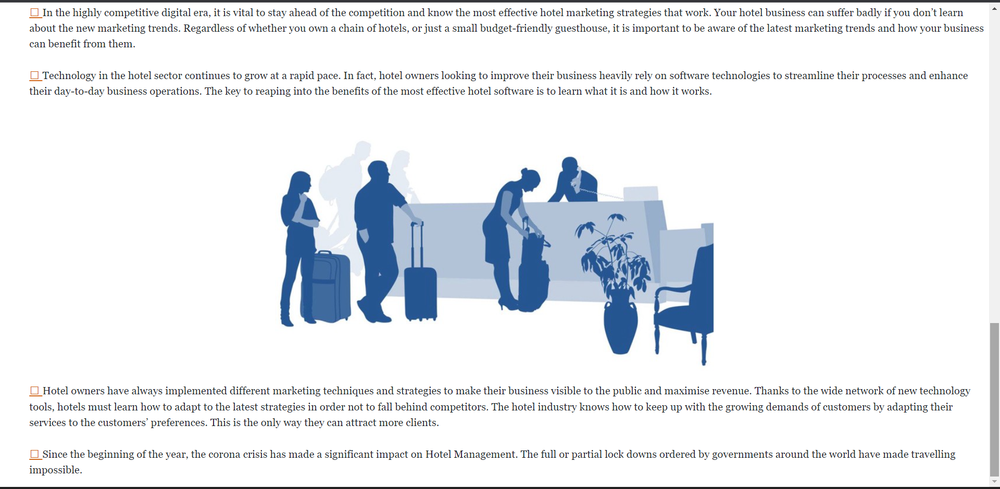 □ In the highly competitive digital era, it is vital to stay ahead of the competition and know the most effective hotel marketing strategies that work. Your hotel business can suffer badly if you don’t learn
about the new marketing trends. Regardless of whether you own a chain of hotels, or just a small budget-friendly guesthouse, it is important to be aware of the latest marketing trends and how your business
can benefit from them.
□ Technology in the hotel sector continues to grow at a rapid pace. In fact, hotel owners looking to improve their business heavily rely on software technologies to streamline their processes and enhance
their day-to-day business operations. The key to reaping into the benefits of the most effective hotel software is to learn what it is and how it works.
□ Hotel owners have always implemented different marketing techniques and strategies to make their business visible to the public and maximise revenue. Thanks to the wide network of new technology
tools, hotels must learn how to adapt to the latest strategies in order not to fall behind competitors. The hotel industry knows how to keep up with the growing demands of customers by adapting their
services to the customers’ preferences. This is the only way they can attract more clients.
□ Since the beginning of the year, the corona crisis has made a significant impact on Hotel Management. The full or partial lock downs ordered by governments around the world have made travelling
impossible.